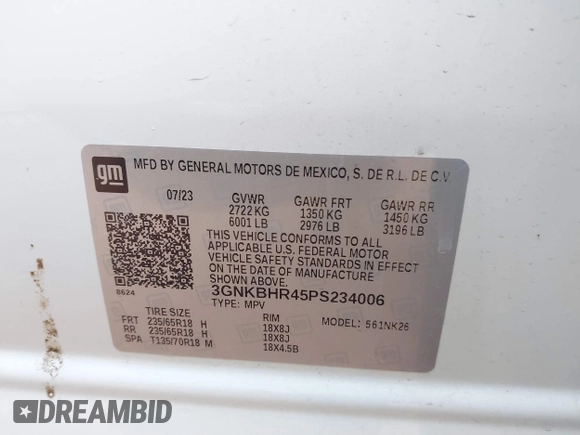 gm
MFD BY GENERAL MOTORS DE MEXICO, S. DE R.L. DE C.V
07/23 GVWR GAWR FRT GAWR RR
2722 KG 1350 KG 1450 KG
6001 LB 2976 LB 3196 LB
THIS VEHICLE CONFORMS TO ALL
APPLICABLE U.S. FEDERAL MOTOR
VEHICLE SAFETY STANDARDS IN EFFECT
ON THE DATE OF MANUFACTURE
SHOWN ABOVE.
8624
3GNKBHR45PS234006
TYPE: MPV
TIRE SIZE RIM MODEL: 561NK26
FRT 235/65R18 H 18X8J
RR 235/65R18 H 18X8J
SPA T135/70R18 M 18X4.5B
DREAMBID